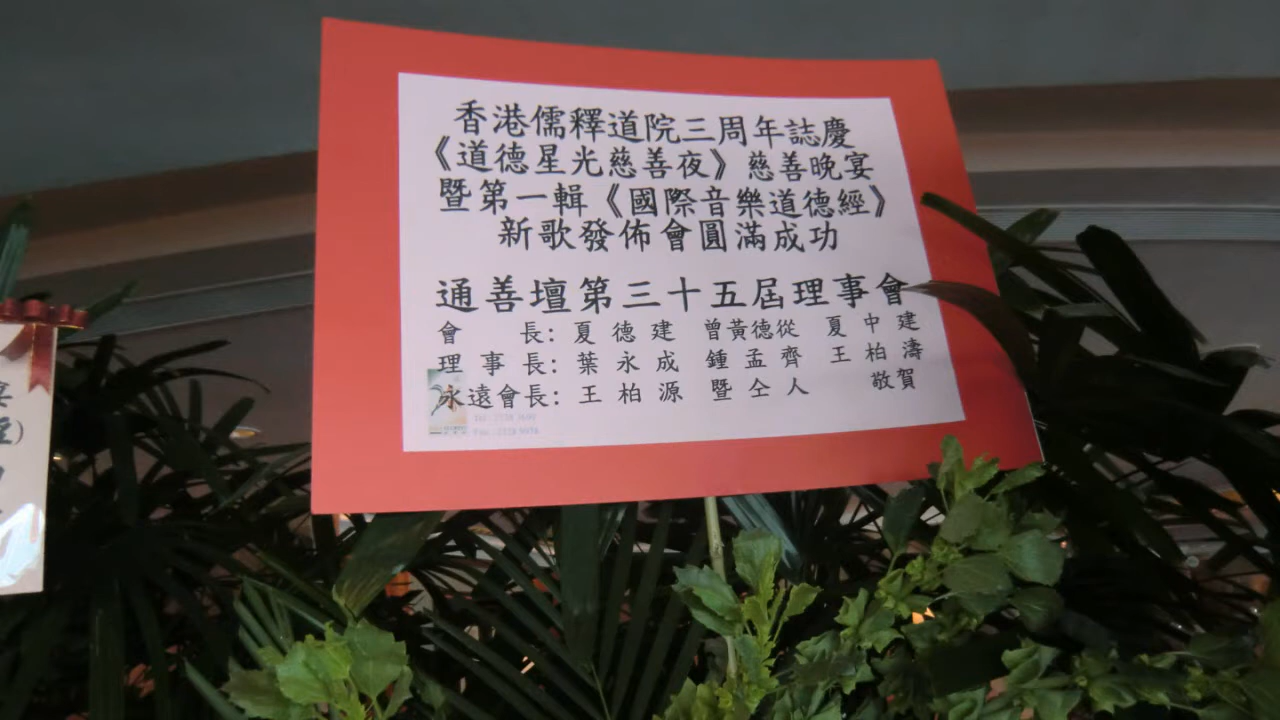 香港儒釋道院三周年誌慶
《道德星光慈善夜》慈善晚宴
暨第一輯《國際音樂道德經》
新歌發佈會圓滿成功
通善壇第三十五屆理事會
會長：夏德建 曾黃德從 夏中建
理事長：葉永成 鍾孟齊 王柏濤
永遠會長：王柏源 暨仝人 敬賀